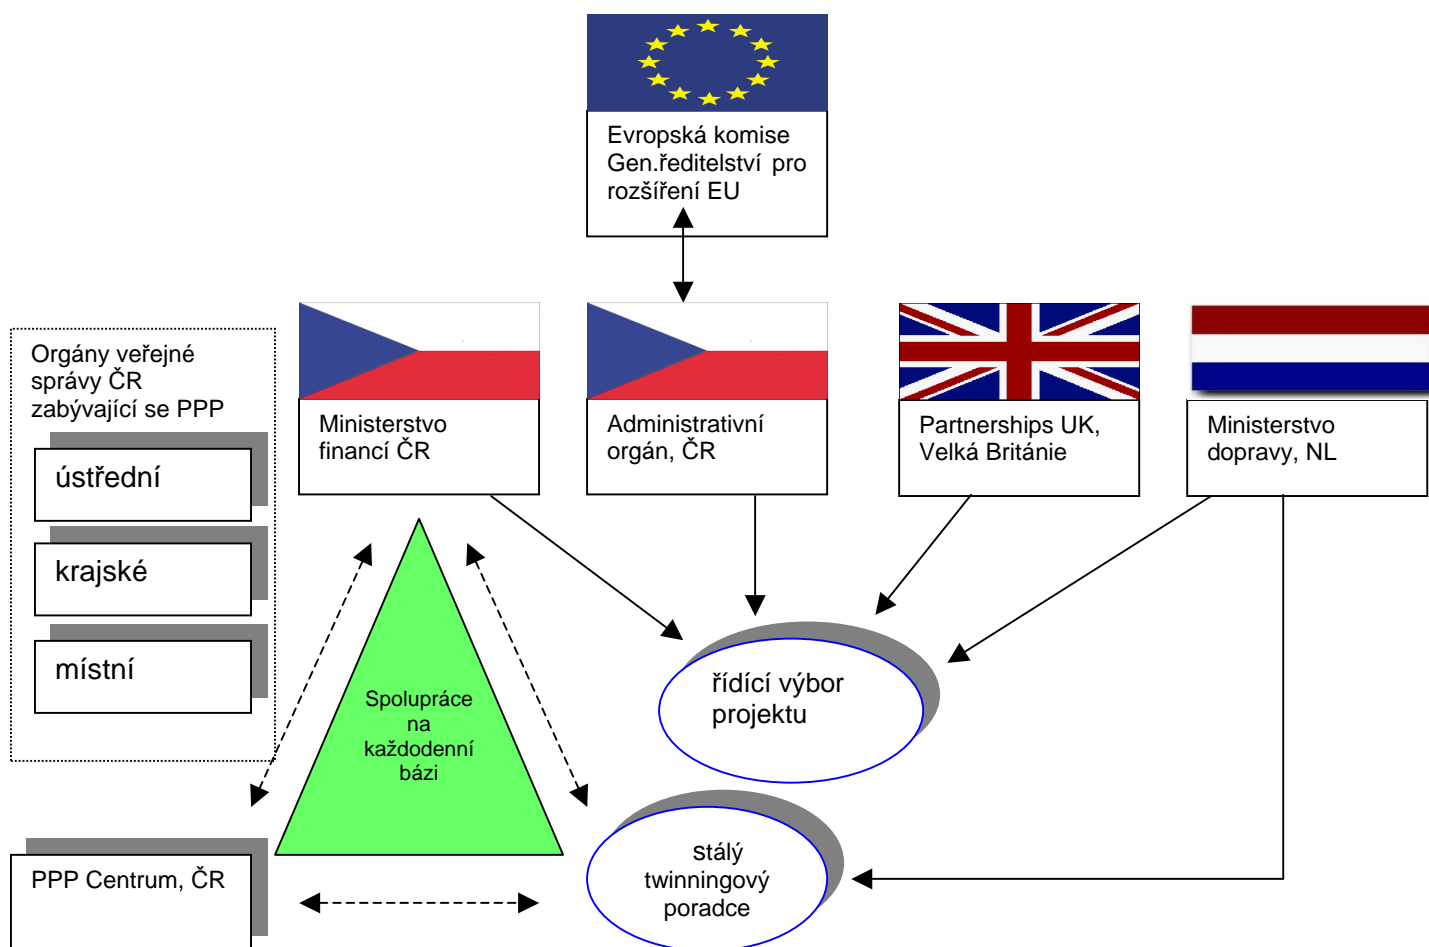 Evropská komise
Gen.ředitelství pro
rozšíření EU
Orgány veřejné
správy ČR
zabývající se PPP
ústřední
krajské
místní
Ministerstvo
financí ČR
Administrativní
orgán, ČR
Partnerships UK,
Velká Británie
Ministerstvo
dopravy, NL
Spolupráce
na
každodenní
bázi
řídící výbor
projektu
PPP Centrum, ČR
stálý
twinningový
poradce